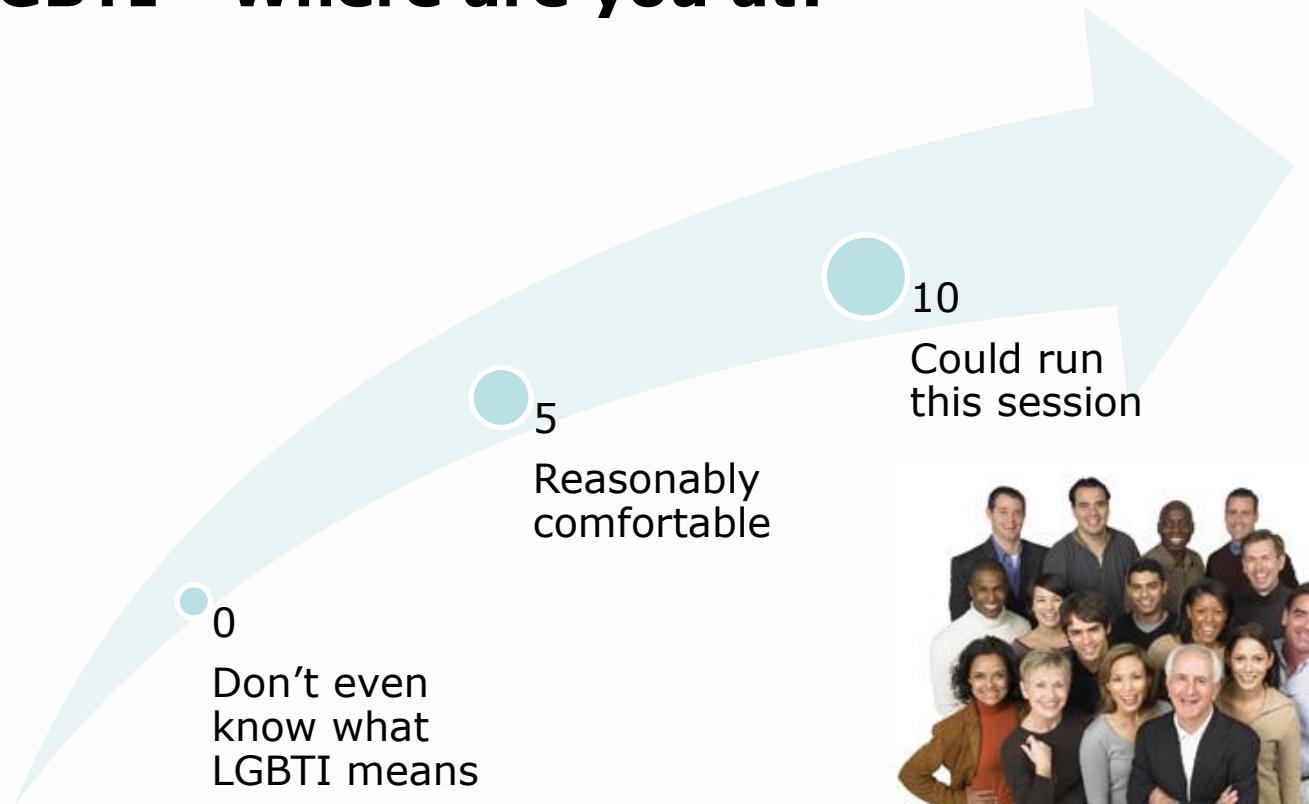 GBTI - where are you at?
0
Don’t even
know what
LGBTI means
5
Reasonably
comfortable
10
Could run
this session